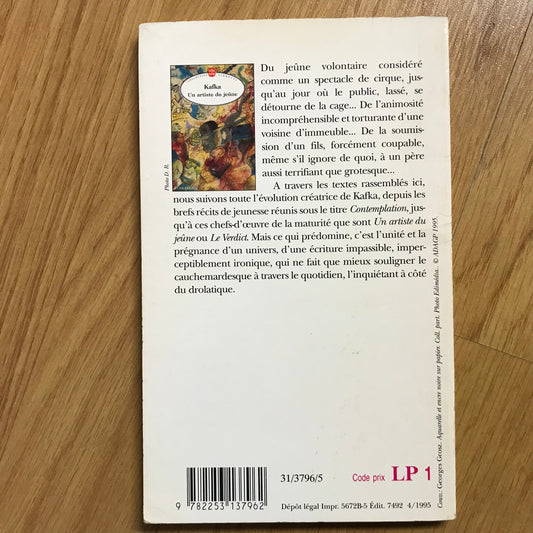 Kafka
Un artiste du jeûne
Photo D. R.
Du jeûne volontaire considéré
comme un spectacle de cirque, jus-
qu'au jour où le public, lassé, se
détourne de la cage... De l'animosité
incompréhensible et torturante d'une
voisine d'immeuble... De la soumis-
sion d'un fils, forcément coupable,
même s'il ignore de quoi, à un père
aussi terrifiant que grotesque...
A travers les textes rassemblés ici,
nous suivons toute l'évolution créatrice de Kafka, depuis les
brefs récits de jeunesse réunis sous le titre Contemplation, jus-
qu'à ces chefs-d'œuvre de la maturité que sont Un artiste du
jeûne ou Le Verdict. Mais ce qui prédomine, c'est l'unité et la
prégnance d'un univers, d'une écriture impassible, imper-
ceptiblement ironique, qui ne fait que mieux souligner le
cauchemardesque à travers le quotidien, l'inquiétant à côté
du drolatique.
Couv.: Georges Grosz. Aquarelle et encre noire sur papier. Coll. part. Photo Edimédia. © ADAGP 1995.
9 782253 137962
31/3796/5
Code prix LP 1
Dépôt légal Impr. 5672B-5 Édit. 7492 4/1995